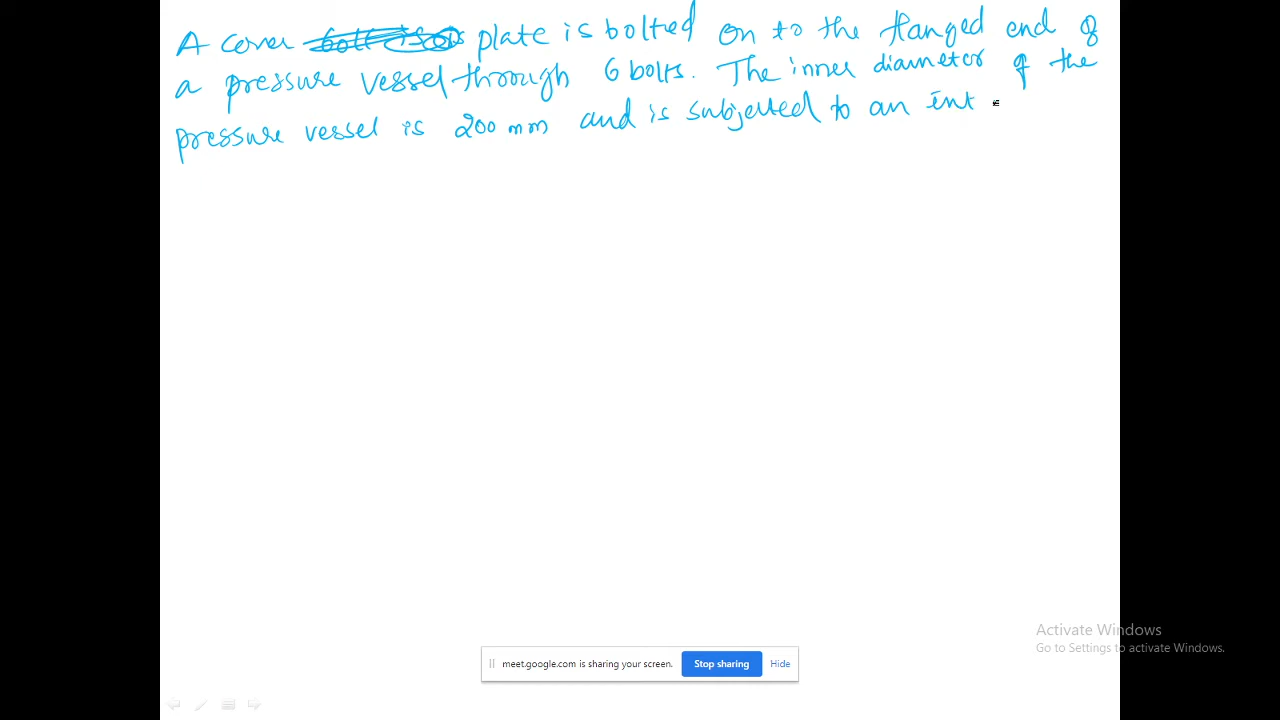 A cover plate is bolted on to the flanged end of
a pressure vessel through 6 bolts. The inner diameter of the
pressure vessel is 200 mm and is subjected to an int
Activate Windows
Go to Settings to activate Windows.
meet.google.com is sharing your screen. Stop sharing Hide